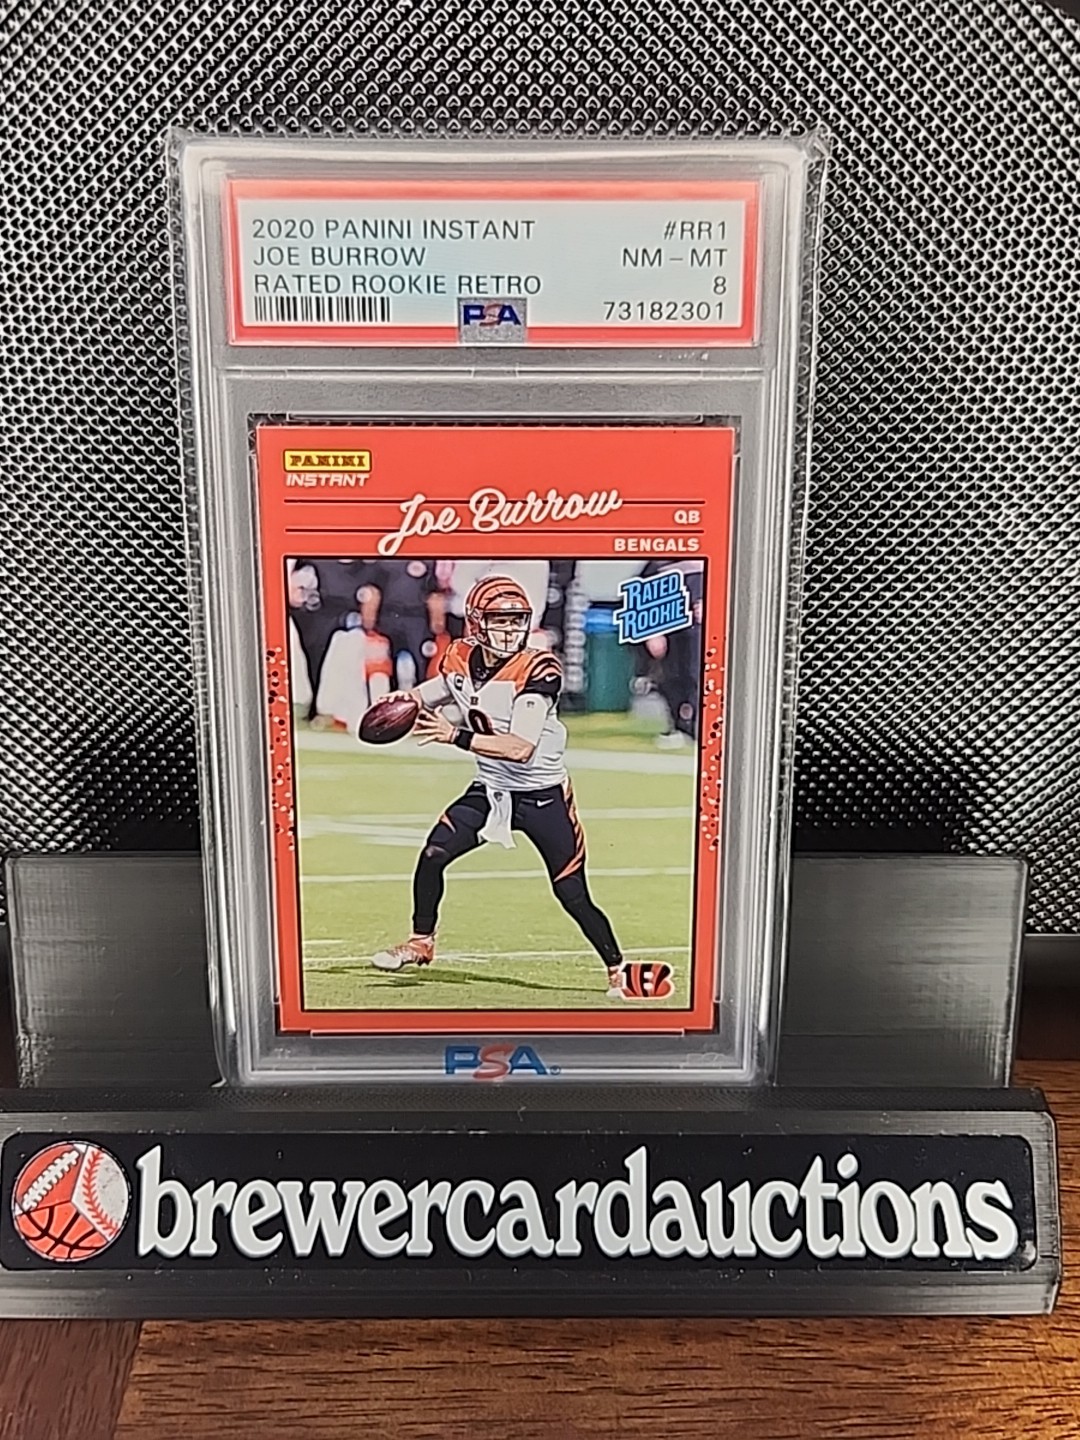 2020 PANINI INSTANT #RR1
JOE BURROW NM - MT
RATED ROOKIE RETRO 8
PSA 73182301
PANINI
INSTANT
Joe Burrow QB
BENGALS
RATED
ROOKIE
B
PSA
brewercardauctions